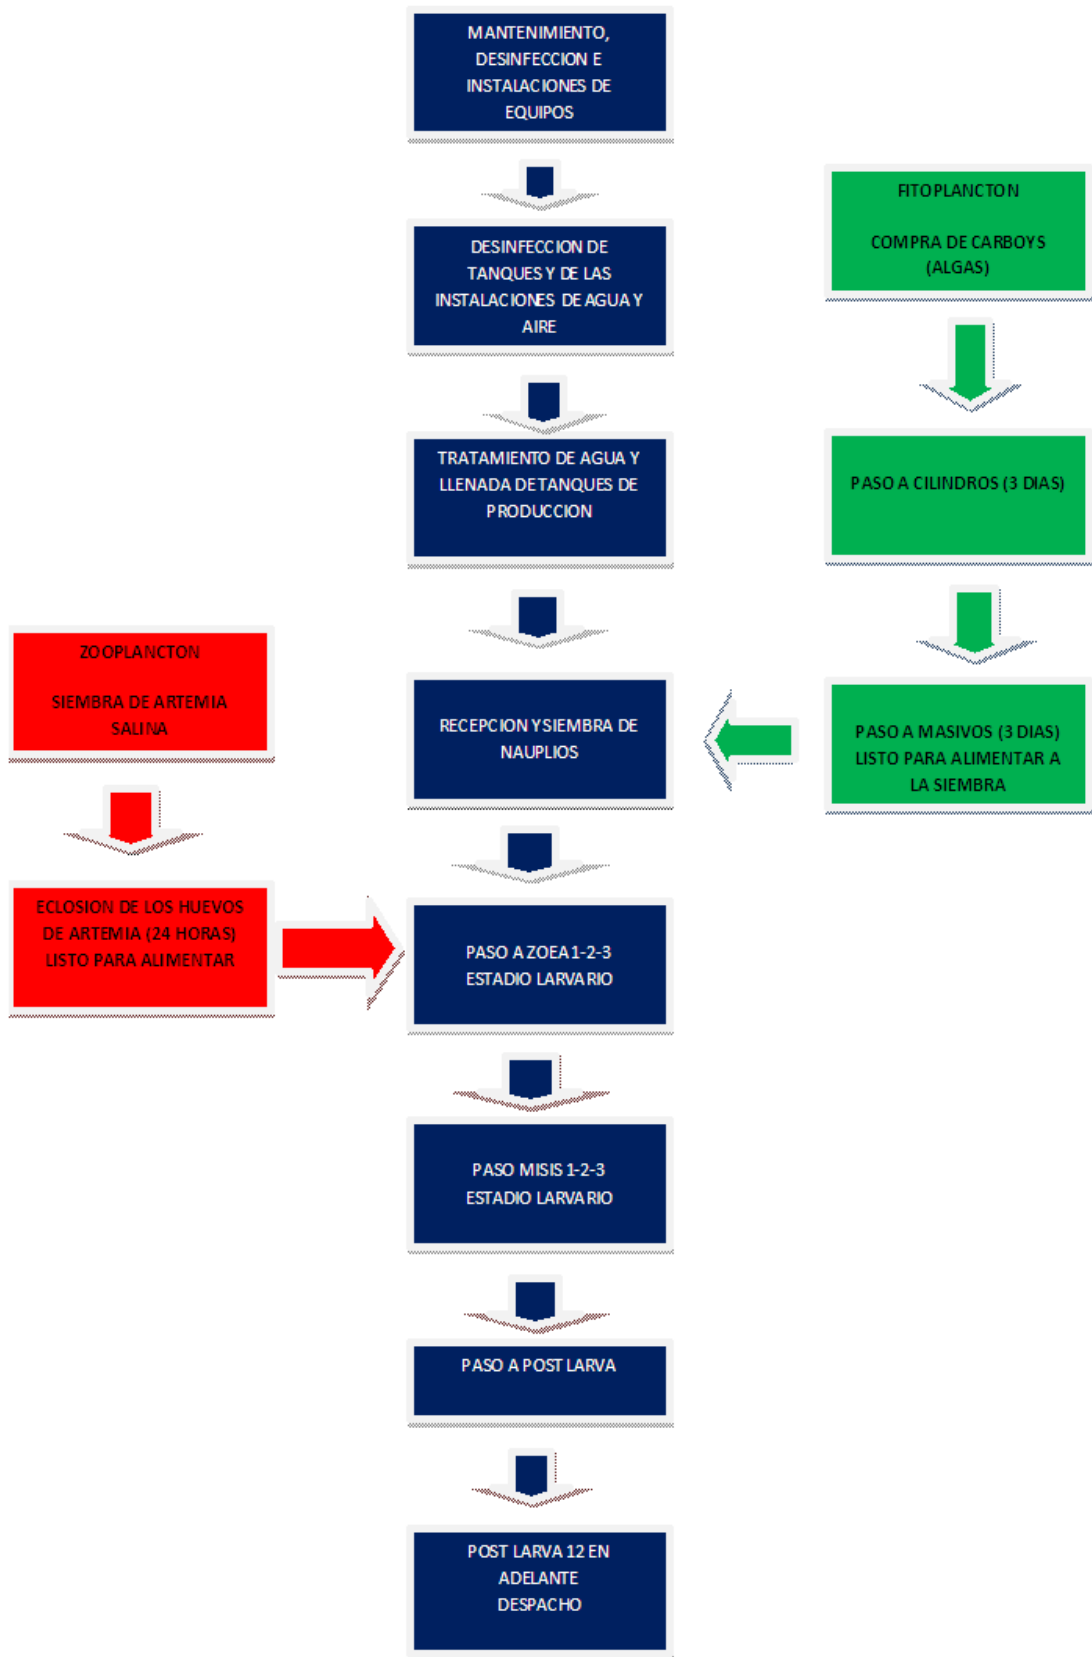 MANTENIMIENTO,
DESINFECCION E
INSTALACIONES DE
EQUIPOS
DESINFECCION DE
TANQUES Y DE LAS
INSTALACIONES DE AGUA Y
AIRE
TRATAMIENTO DE AGUA Y
LLENADA DE TANQUES DE
PRODUCCION
RECEPCION Y SIEMBRA DE
NAUPLIOS
PASO A ZOEA 1-2-3
ESTADIO LARVARIO
PASO MISIS 1-2-3
ESTADIO LARVARIO
PASO A POST LARVA
POST LARVA 12 EN
ADELANTE
DESPACHO
FITOPLANCTON
COMPRA DE CARBOYS
(ALGAS)
PASO A CILINDROS (3 DIAS)
PASO A MASIVOS (3 DIAS)
LISTO PARA ALIMENTAR A
LA SIEMBRA
ZOOPLANCTON
SIEMBRA DE ARTEMIA
SALINA
ECLOSION DE LOS HUEVOS
DE ARTEMIA (24 HORAS)
LISTO PARA ALIMENTAR